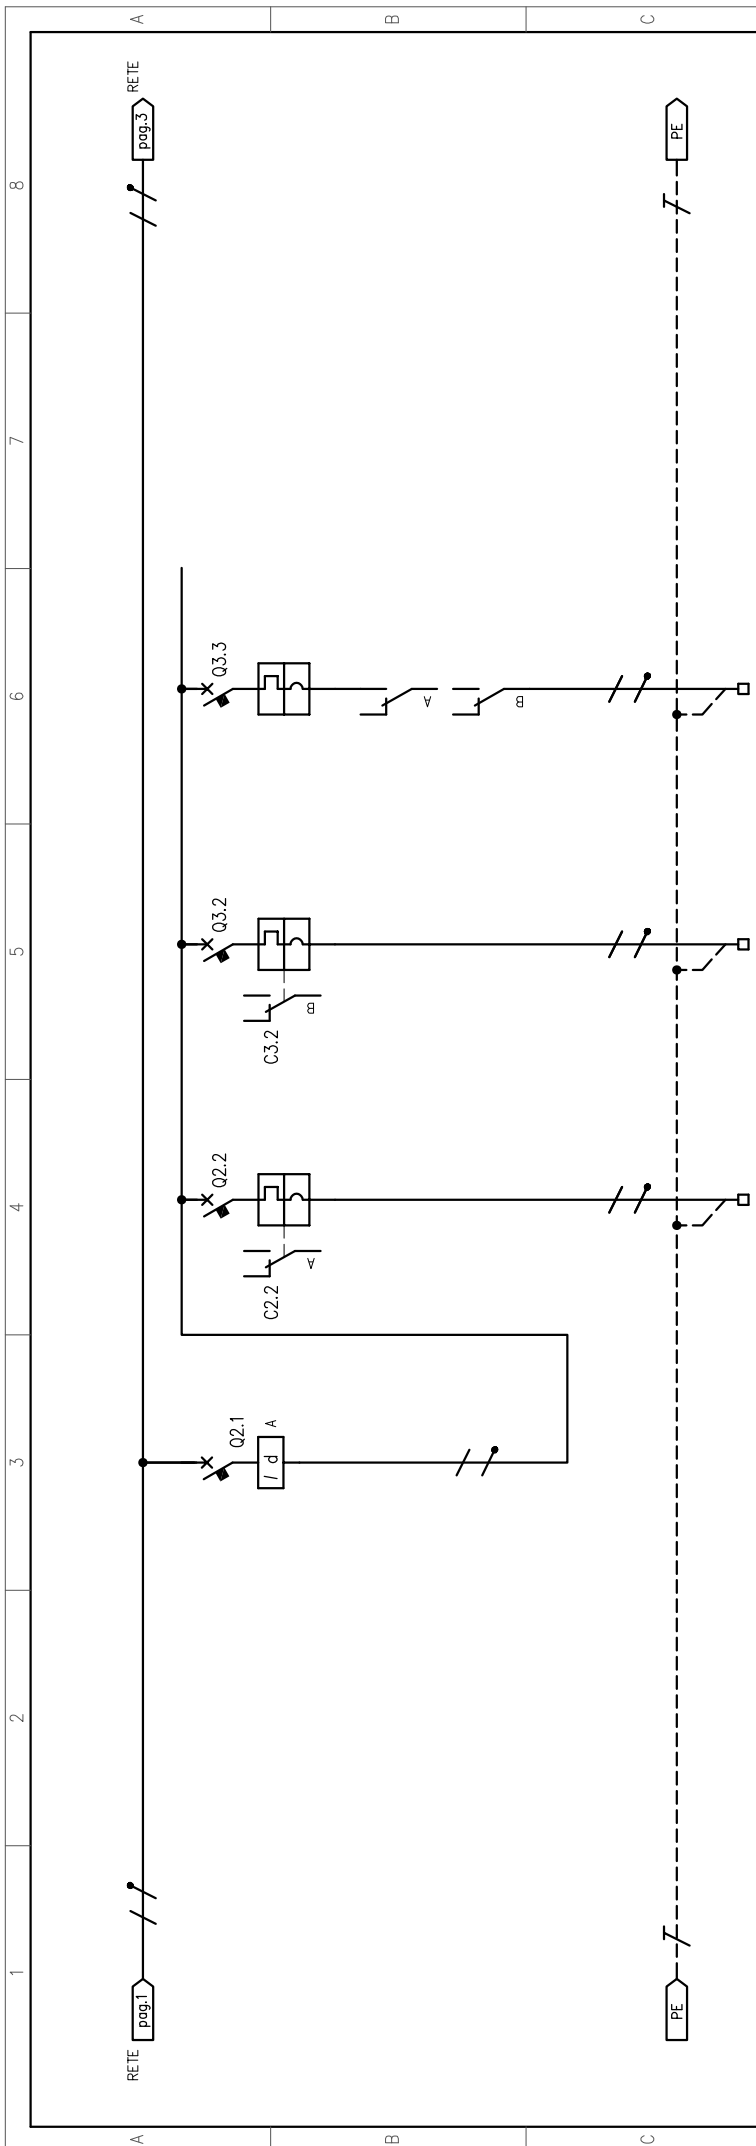 1 2 3 4 5 6 7 8
A A
RETE pag.1 pag.3 RETE
Q2.1 Q2.2 Q3.2 Q3.3
I d A
C2.2 C3.2
A B
B B
A
B
C C
PE PE